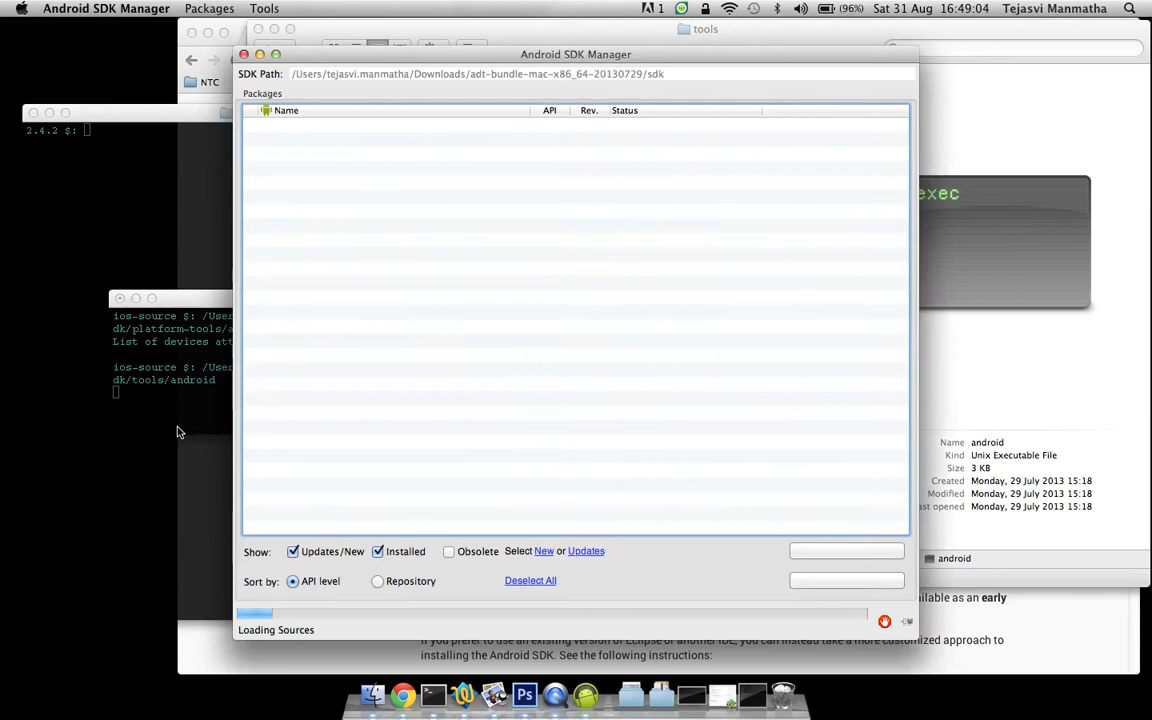 Android SDK Manager Packages Tools 1 (96%) Sat 31 Aug 16:49:04 Tejasvi Manmatha
tools
Android SDK Manager
SDK Path: /Users/tejasvi.manmatha/Downloads/adt-bundle-mac-x86_64-20130729/sdk
NTC
Packages
Name API Rev. Status
2.4.2 $:
exec
ios-source $: /User
dk/platform-tools/a
List of devices att
ios-source $: /User
dk/tools/android
Name android
Kind Unix Executable File
Size 3 KB
Created Monday, 29 July 2013 15:18
Modified Monday, 29 July 2013 15:18
ast opened Monday, 29 July 2013 15:18
Show: Updates/New Installed Obsolete Select New or Updates
android
Sort by: API level Repository Deselect All
ailable as an early
Loading Sources
If you prefer to use an existing version of Eclipse or another IDE, you can instead take a more customized approach to
installing the Android SDK. See the following instructions:
Ps